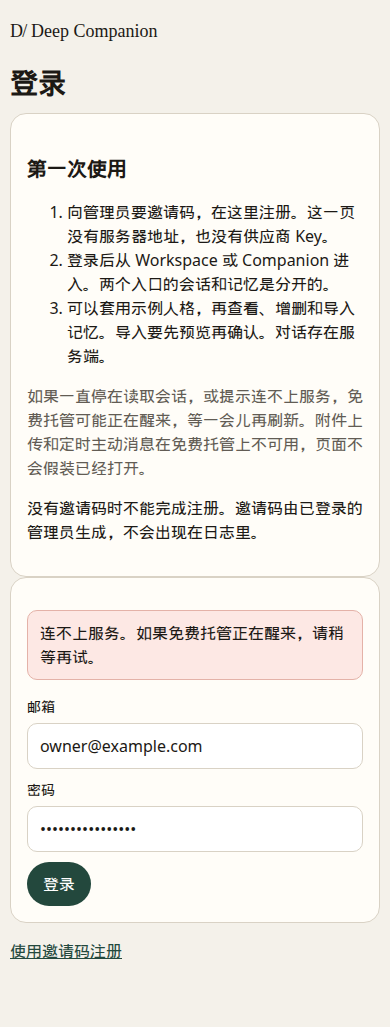 D/ Deep Companion
登录
第一次使用
1. 向管理员要邀请码，在这里注册。这一页
没有服务器地址，也没有供应商 Key。
2. 登录后从 Workspace 或 Companion 进
入。两个入口的会话和记忆是分开的。
3. 可以套用示例人格，再查看、增删和导入
记忆。导入要先预览再确认。对话存在服
务端。
如果一直停在读取会话，或提示连不上服务，免
费托管可能正在醒来，等一会儿再刷新。附件上
传和定时主动消息在免费托管上不可用，页面不
会假装已经打开。
没有邀请码时不能完成注册。邀请码由已登录的
管理员生成，不会出现在日志里。
连不上服务。如果免费托管正在醒来，请稍
等再试。
邮箱
owner@example.com
密码
••••••••••••••••
登录
使用邀请码注册